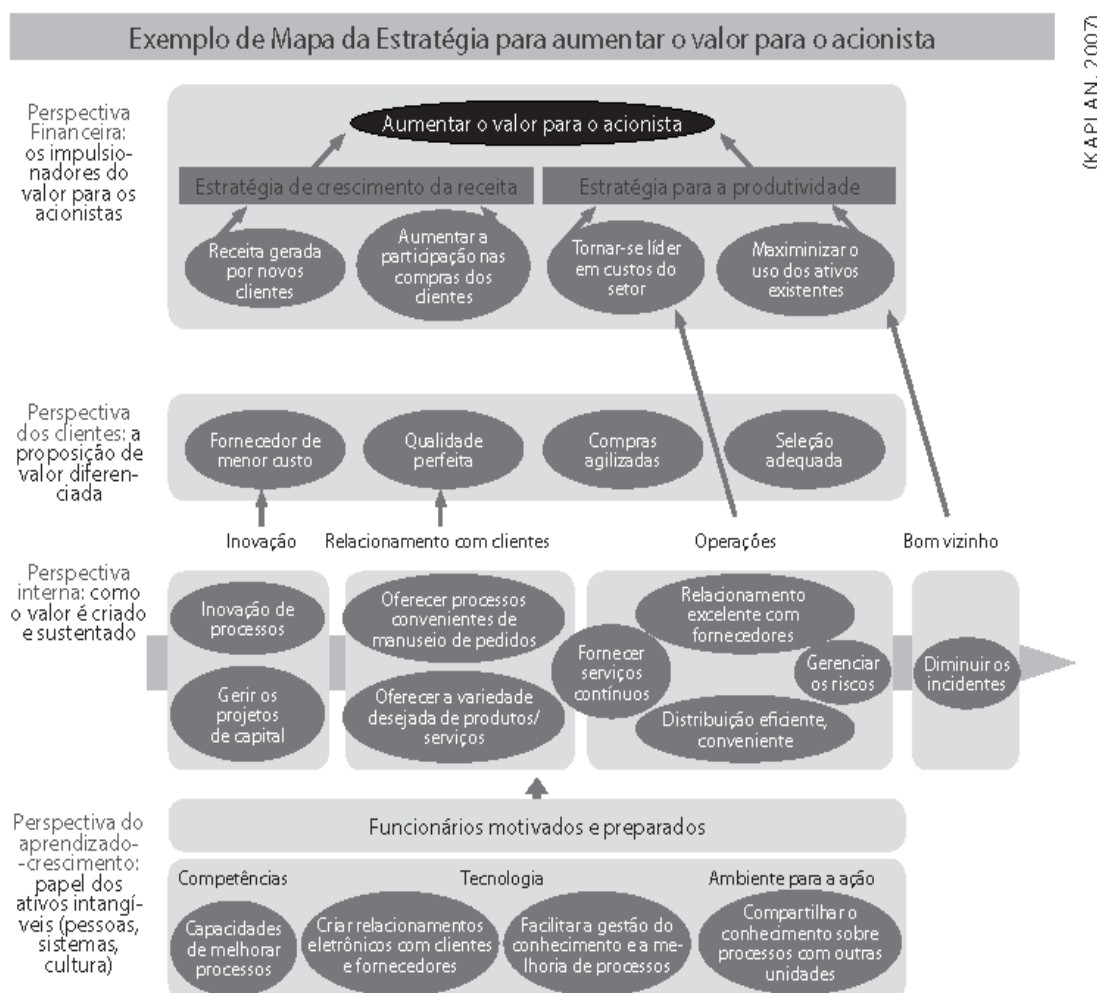 Exemplo de Mapa da Estratégia para aumentar o valor para o acionista
(KAPLAN, 2007)
Perspectiva
Financeira:
os impulsio-
nadores do
valor para os
acionistas
Aumentar o valor para o acionista
Estratégia de crescimento da receita
Estratégia para a produtividade
Receita gerada
por novos
clientes
Aumentar a
participação nas
compras dos
clientes
Tornar-se líder
em custos do
setor
Maximinizar o
uso dos ativos
existentes
Perspectiva
dos clientes: a
proposição de
valor diferen-
ciada
Fornecedor de
menor custo
Qualidade
perfeita
Compras
agilizadas
Seleção
adequada
Inovação
Relacionamento com clientes
Operações
Bom vizinho
Perspectiva
interna: como
o valor é criado
e sustentado
Inovação de
processos
Gerir os
projetos
de capital
Oferecer processos
convenientes de
manuseio de pedidos
Oferecer a variedade
desejada de produtos/
serviços
Fornecer
serviços
contínuos
Relacionamento
excelente com
fornecedores
Gerenciar
os riscos
Distribuição eficiente,
conveniente
Diminuir os
incidentes
Perspectiva do
aprendizado-
-crescimento:
papel dos
ativos intangí-
veis (pessoas,
sistemas,
cultura)
Funcionários motivados e preparados
Competências
Tecnologia
Ambiente para a ação
Capacidades
de melhorar
processos
Criar relacionamentos
eletrônicos com clientes
e fornecedores
Facilitar a gestão do
conhecimento e a me-
lhoria de processos
Compartilhar o
conhecimento sobre
processos com outras
unidades